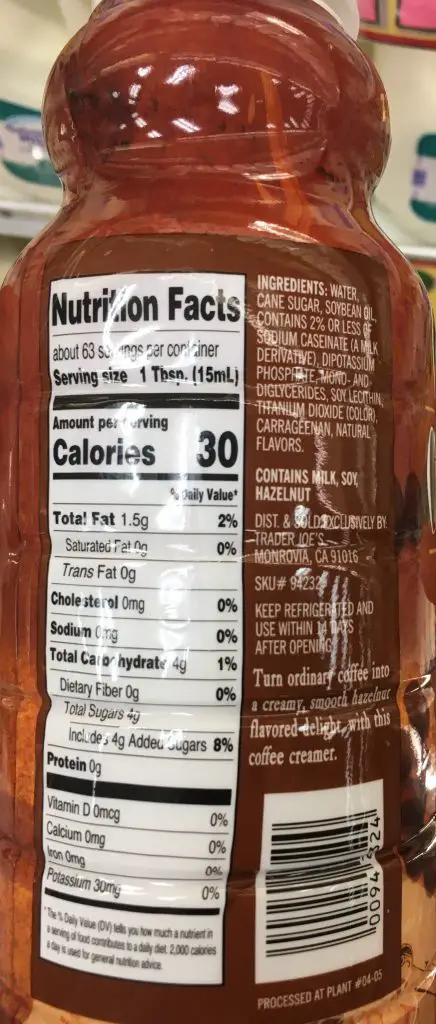 Nutrition Facts
about 63 servings per container
Serving size 1 Tbsp. (15mL)
Amount per serving
Calories 30
% Daily Value*
Total Fat 1.5g 2%
Saturated Fat 0g 0%
Trans Fat 0g
Cholesterol 0mg 0%
Sodium 0mg 0%
Total Carbohydrate 4g 1%
Dietary Fiber 0g 0%
Total Sugars 4g
Includes 4g Added Sugars 8%
Protein 0g
Vitamin D 0mcg 0%
Calcium 0mg 0%
Iron 0mg 0%
Potassium 30mg 0%
*The % Daily Value (DV) tells you how much a nutrient in
a serving of food contributes to a daily diet. 2,000 calories
a day is used for general nutrition advice.
INGREDIENTS: WATER,
CANE SUGAR, SOYBEAN OIL,
CONTAINS 2% OR LESS OF
SODIUM CASEINATE (A MILK
DERIVATIVE), DIPOTASSIUM
PHOSPHATE, MONO- AND
DIGLYCERIDES, SOY LECITHIN,
TITANIUM DIOXIDE (COLOR),
CARRAGEENAN, NATURAL
FLAVORS.
CONTAINS MILK, SOY,
HAZELNUT
DIST. & SOLD EXCLUSIVELY BY:
TRADER JOE'S
MONROVIA, CA 91016
SKU# 94232
KEEP REFRIGERATED AND
USE WITHIN 14 DAYS
AFTER OPENING
Turn ordinary coffee into
a creamy, smooth hazelnut
flavored delight, with this
coffee creamer.
PROCESSED AT PLANT #04-05